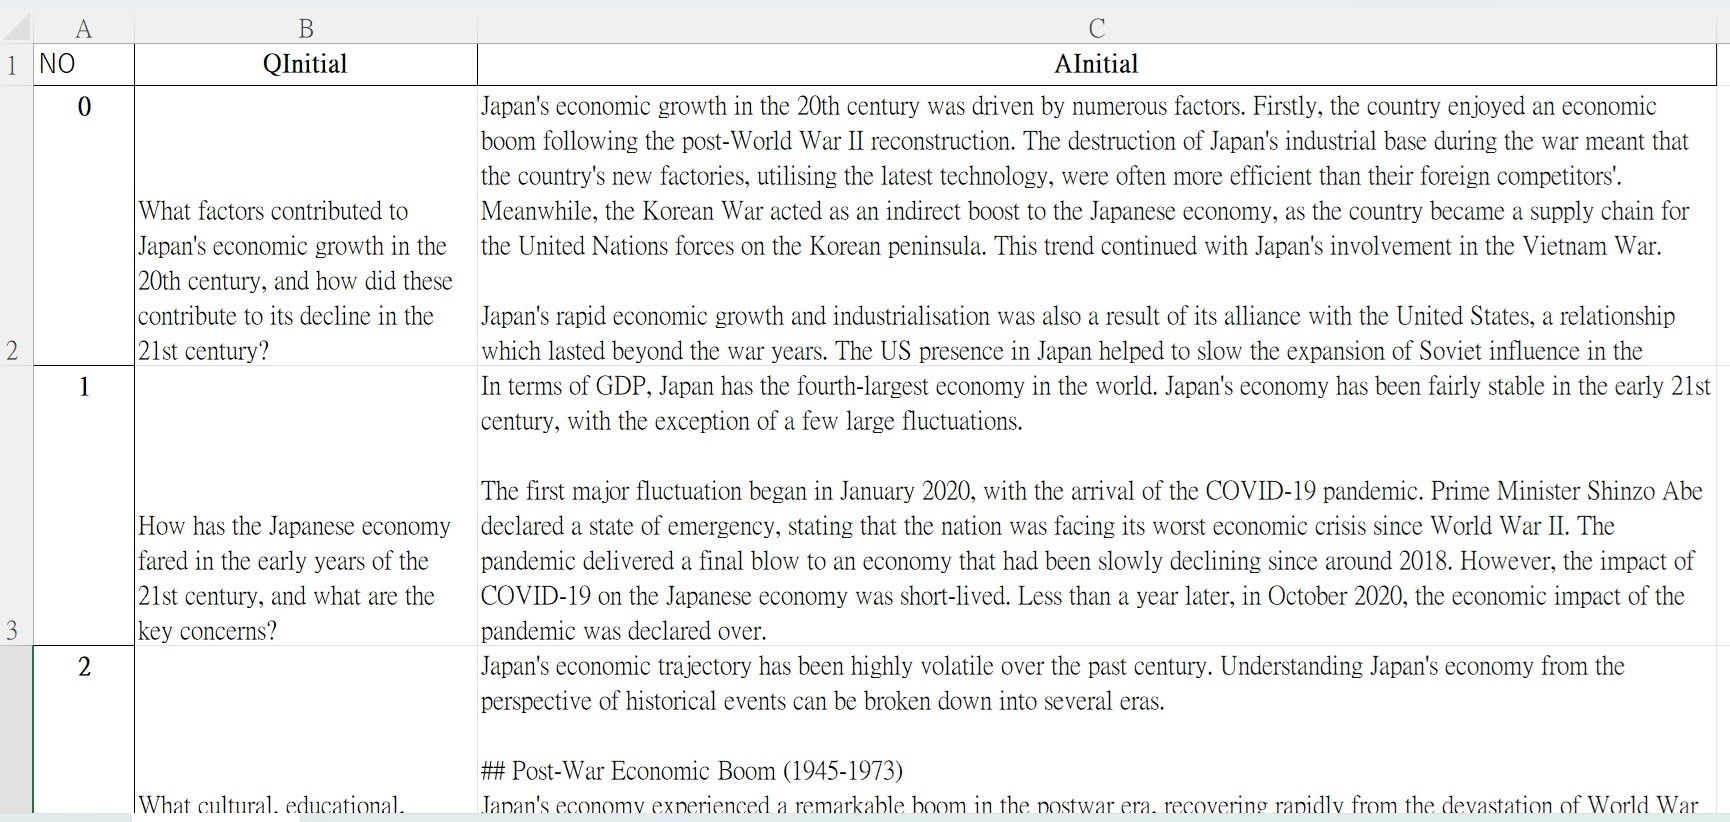 A B C
1 NO QInitial AInitial
0
What factors contributed to
Japan's economic growth in the
20th century, and how did these
contribute to its decline in the
2 21st century?
Japan's economic growth in the 20th century was driven by numerous factors. Firstly, the country enjoyed an economic
boom following the post-World War II reconstruction. The destruction of Japan's industrial base during the war meant that
the country's new factories, utilising the latest technology, were often more efficient than their foreign competitors'.
Meanwhile, the Korean War acted as an indirect boost to the Japanese economy, as the country became a supply chain for
the United Nations forces on the Korean peninsula. This trend continued with Japan's involvement in the Vietnam War.
Japan's rapid economic growth and industrialisation was also a result of its alliance with the United States, a relationship
which lasted beyond the war years. The US presence in Japan helped to slow the expansion of Soviet influence in the
1
How has the Japanese economy
fared in the early years of the
21st century, and what are the
3 key concerns?
In terms of GDP, Japan has the fourth-largest economy in the world. Japan's economy has been fairly stable in the early 21st
century, with the exception of a few large fluctuations.
The first major fluctuation began in January 2020, with the arrival of the COVID-19 pandemic. Prime Minister Shinzo Abe
declared a state of emergency, stating that the nation was facing its worst economic crisis since World War II. The
pandemic delivered a final blow to an economy that had been slowly declining since around 2018. However, the impact of
COVID-19 on the Japanese economy was short-lived. Less than a year later, in October 2020, the economic impact of the
pandemic was declared over.
2
What cultural, educational,
Japan's economic trajectory has been highly volatile over the past century. Understanding Japan's economy from the
perspective of historical events can be broken down into several eras.
## Post-War Economic Boom (1945-1973)
Japan's economy experienced a remarkable boom in the postwar era, recovering rapidly from the devastation of World War